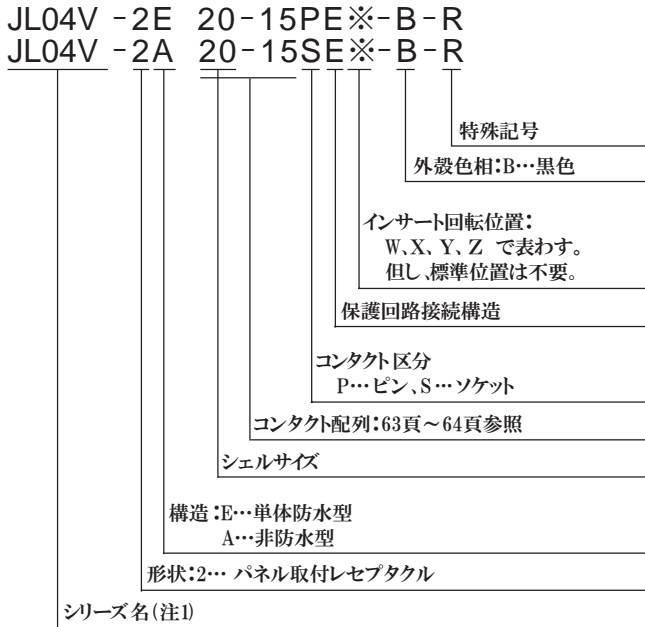 JL04V -2E 20-15PE※-B-R
JL04V -2A 20-15SE※-B-R
特殊記号
外殻色相:B…黒色
インサート回転位置:
W、X、Y、Z で表わす。
但し、標準位置は不要。
保護回路接続構造
コンタクト区分
P…ピン、S…ソケット
コンタクト配列:63頁～64頁参照
シェルサイズ
構造:E…単体防水型
A…非防水型
形状:2… パネル取付レセプタクル
シリーズ名(注1)